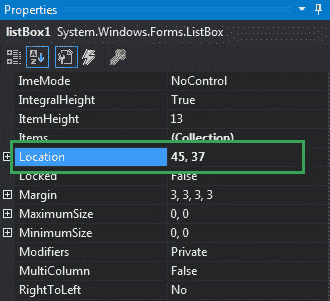 Properties
listBox1 System.Windows.Forms.ListBox
ImeMode NoControl
IntegralHeight True
ItemHeight 13
Items (Collection)
Location 45, 37
Locked False
Margin 3, 3, 3, 3
MaximumSize 0, 0
MinimumSize 0, 0
Modifiers Private
MultiColumn False
RightToLeft No